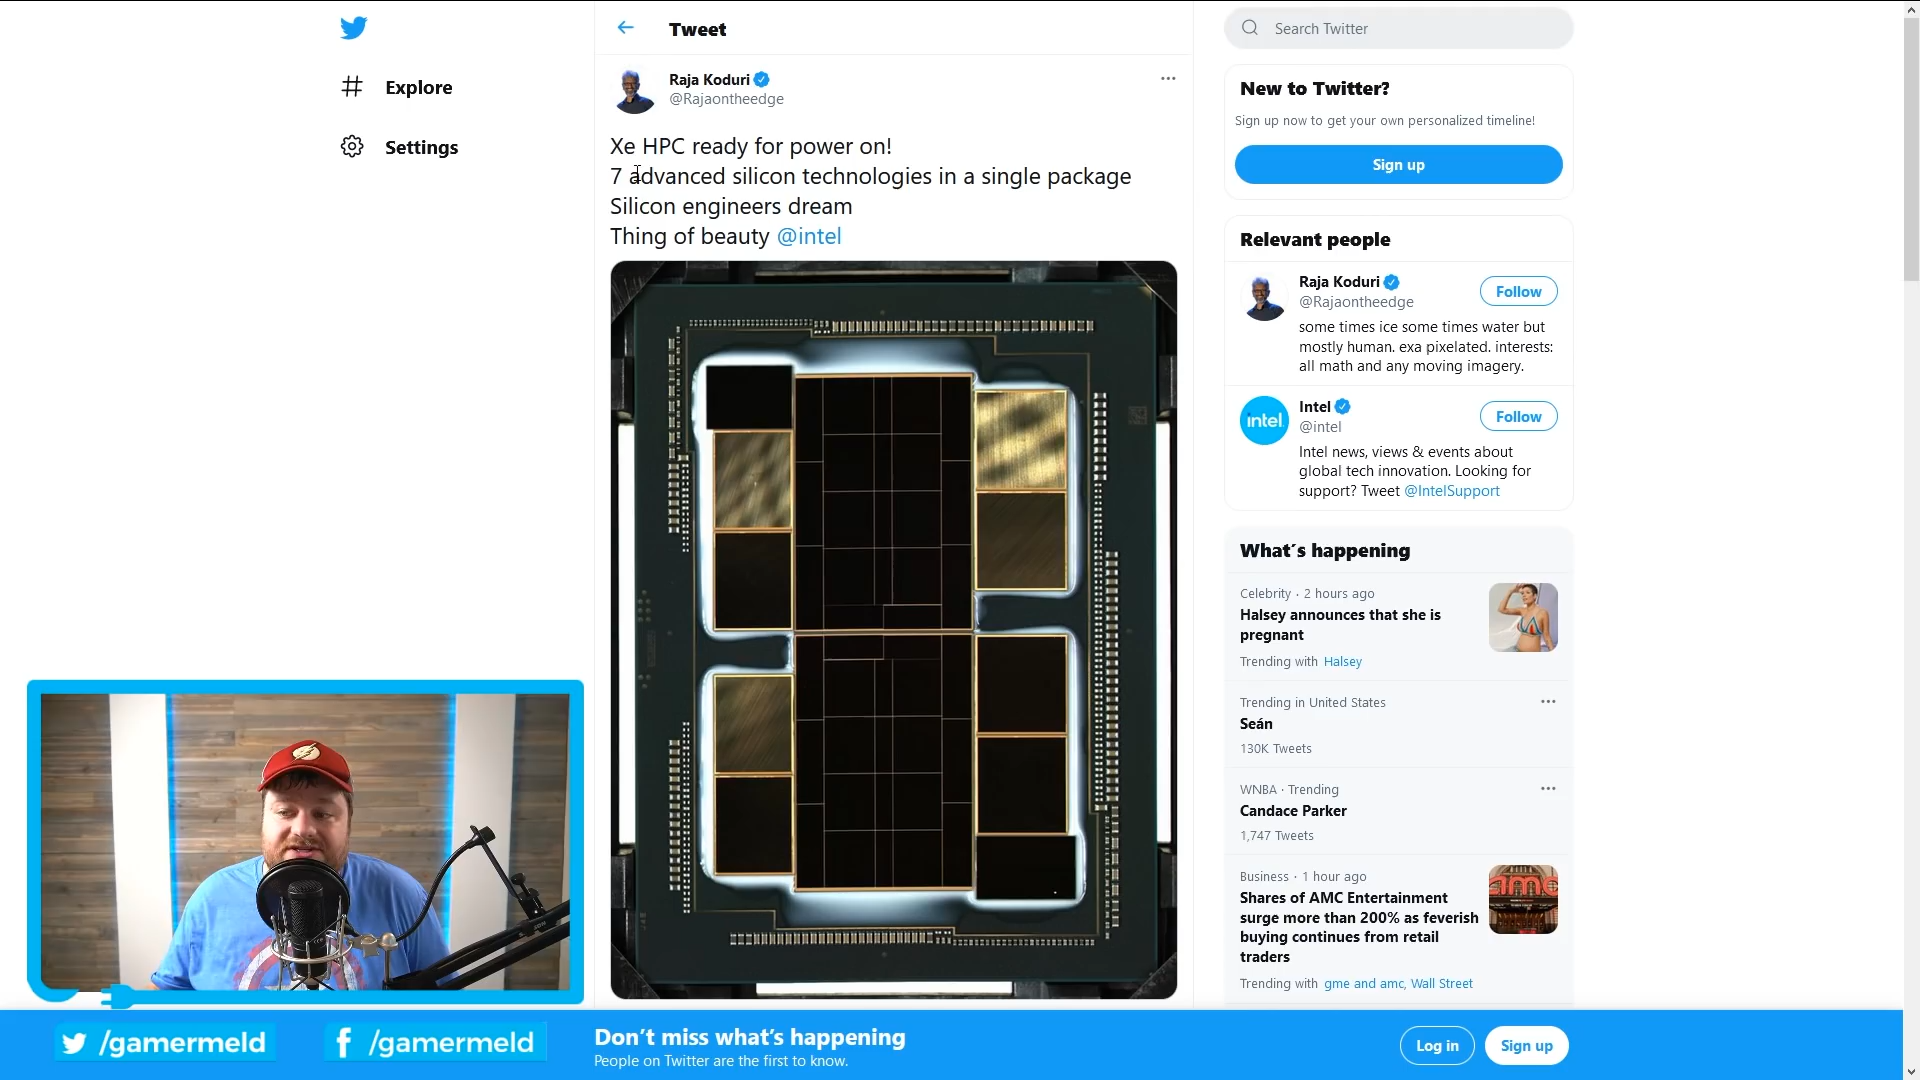 Explore
Settings
Tweet
Raja Koduri
@Rajaontheedge
Xe HPC ready for power on!
7 advanced silicon technologies in a single package
Silicon engineers dream
Thing of beauty @intel
Search Twitter
New to Twitter?
Sign up now to get your own personalized timeline!
Sign up
Relevant people
Raja Koduri
@Rajaontheedge
Follow
some times ice some times water but
mostly human. exa pixelated. interests:
all math and any moving imagery.
intel
Intel
@intel
Follow
Intel news, views & events about
global tech innovation. Looking for
support? Tweet @IntelSupport
What's happening
Celebrity · 2 hours ago
Halsey announces that she is
pregnant
Trending with Halsey
Trending in United States
Seán
130K Tweets
WNBA · Trending
Candace Parker
1,747 Tweets
Business · 1 hour ago
Shares of AMC Entertainment
surge more than 200% as feverish
buying continues from retail
traders
amc
Trending with gme and amc, Wall Street
/gamermeld
f /gamermeld
Don't miss what's happening
People on Twitter are the first to know.
Log in
Sign up